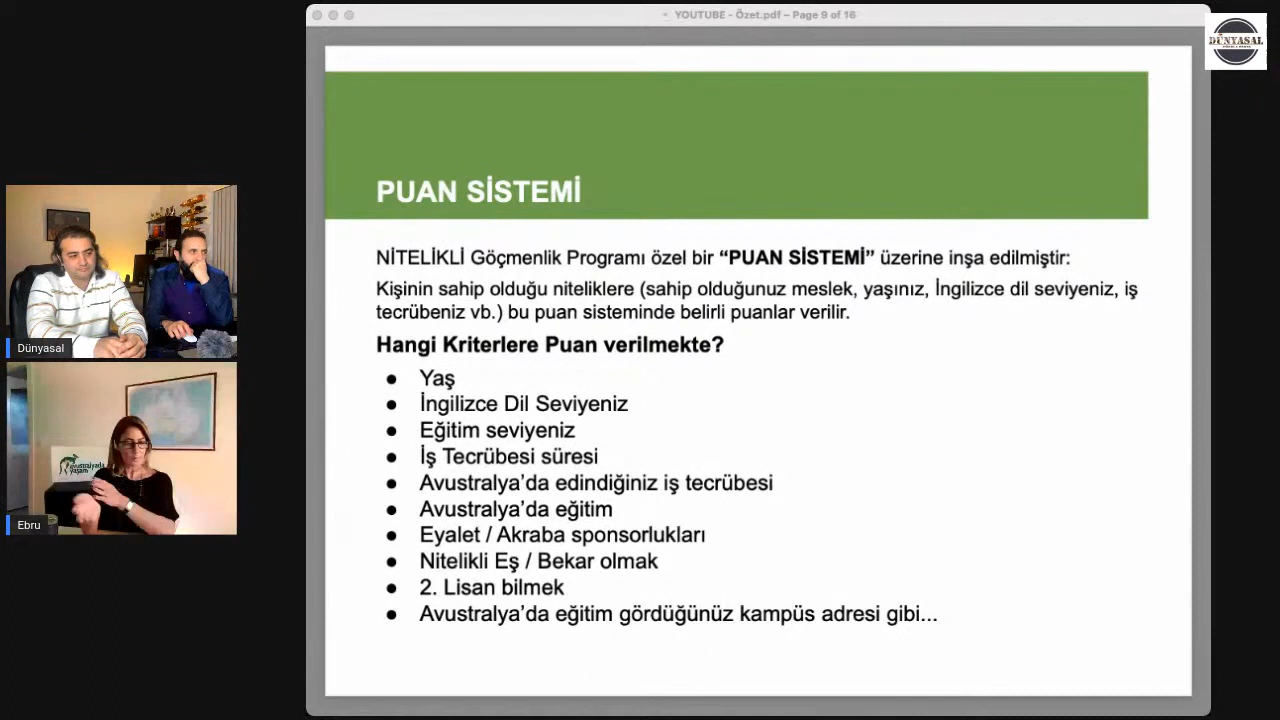 YOUTUBE - Özet.pdf – Page 9 of 16
DÜNYASAL
PUAN SİSTEMİ
NİTELİKLİ Göçmenlik Programı özel bir “PUAN SİSTEMİ” üzerine inşa edilmiştir:
Kişinin sahip olduğu niteliklere (sahip olduğunuz meslek, yaşınız, İngilizce dil seviyeniz, iş
tecrübeniz vb.) bu puan sisteminde belirli puanlar verilir.
Hangi Kriterlere Puan verilmekte?
● Yaş
● İngilizce Dil Seviyeniz
● Eğitim seviyeniz
● İş Tecrübesi süresi
● Avustralya’da edindiğiniz iş tecrübesi
● Avustralya’da eğitim
● Eyalet / Akraba sponsorlukları
● Nitelikli Eş / Bekar olmak
● 2. Lisan bilmek
● Avustralya’da eğitim gördüğünüz kampüs adresi gibi...
Dünyasal
avustralyada
yaşam
Ebru